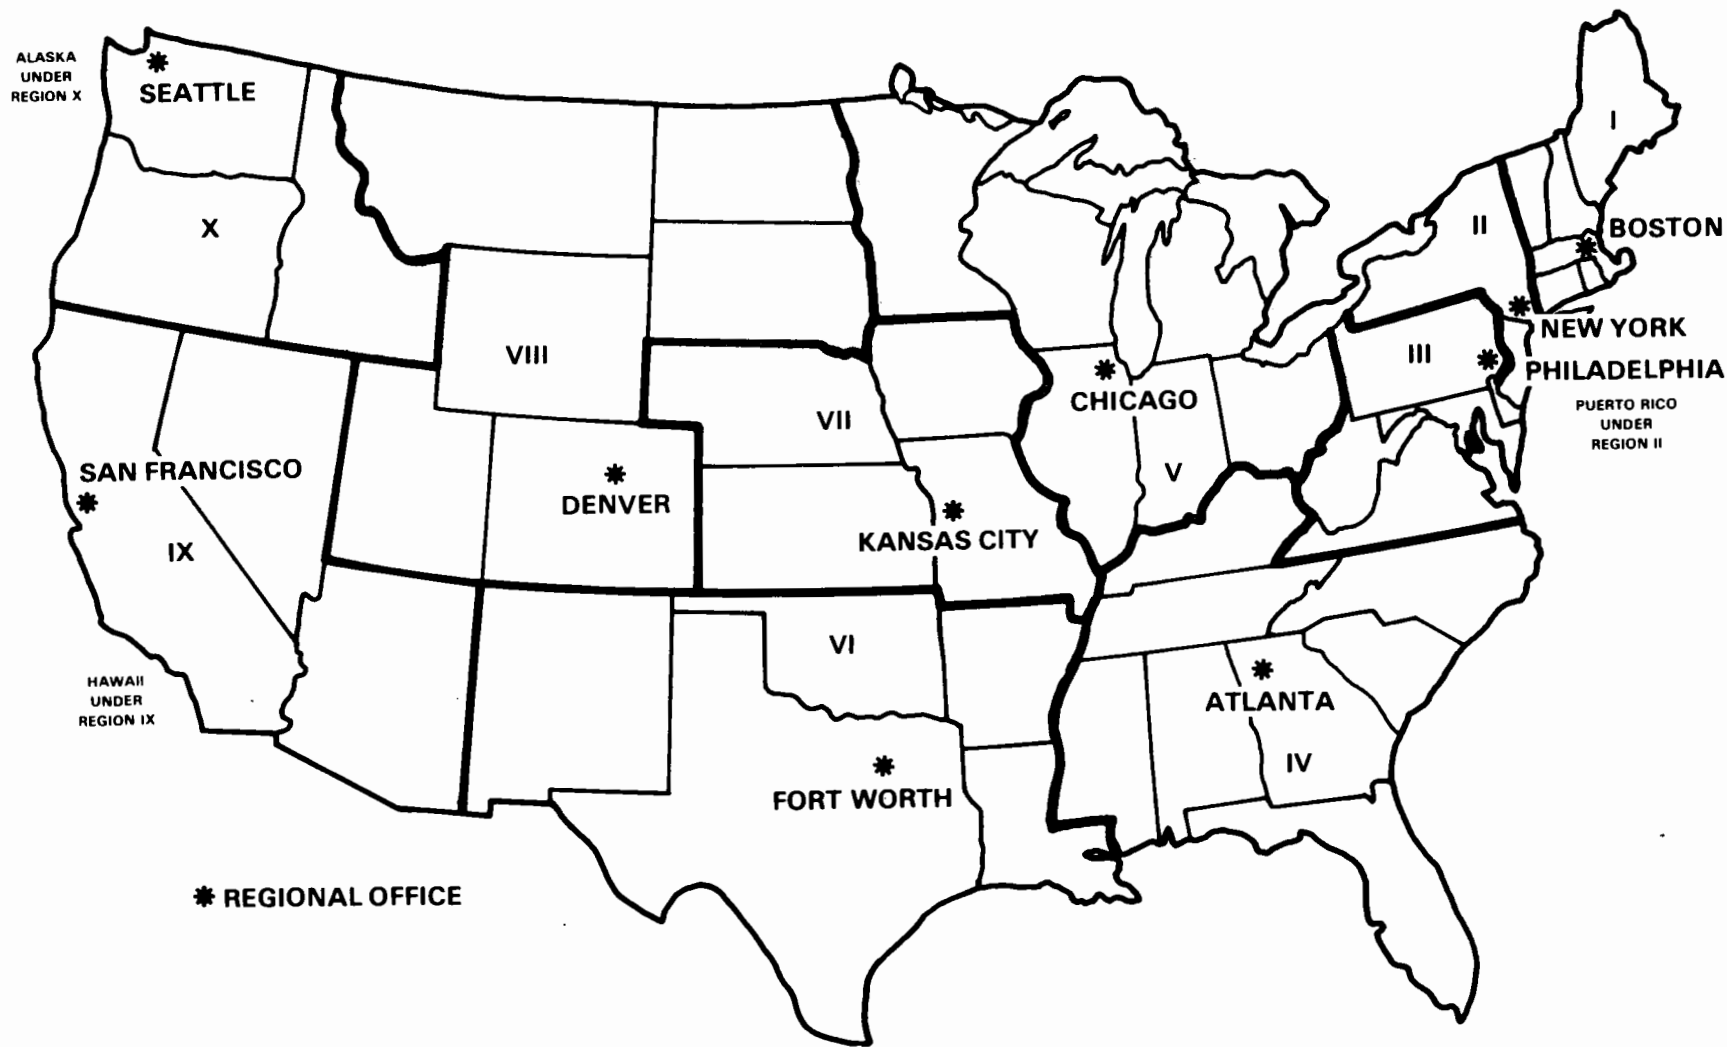 ALASKA
UNDER
REGION X
SEATTLE
I
X
II
BOSTON
NEW YORK
VIII
III
PHILADELPHIA
CHICAGO
PUERTO RICO
UNDER
REGION II
VII
SAN FRANCISCO
V
DENVER
KANSAS CITY
IX
VI
HAWAII
UNDER
REGION IX
ATLANTA
IV
FORT WORTH
* REGIONAL OFFICE